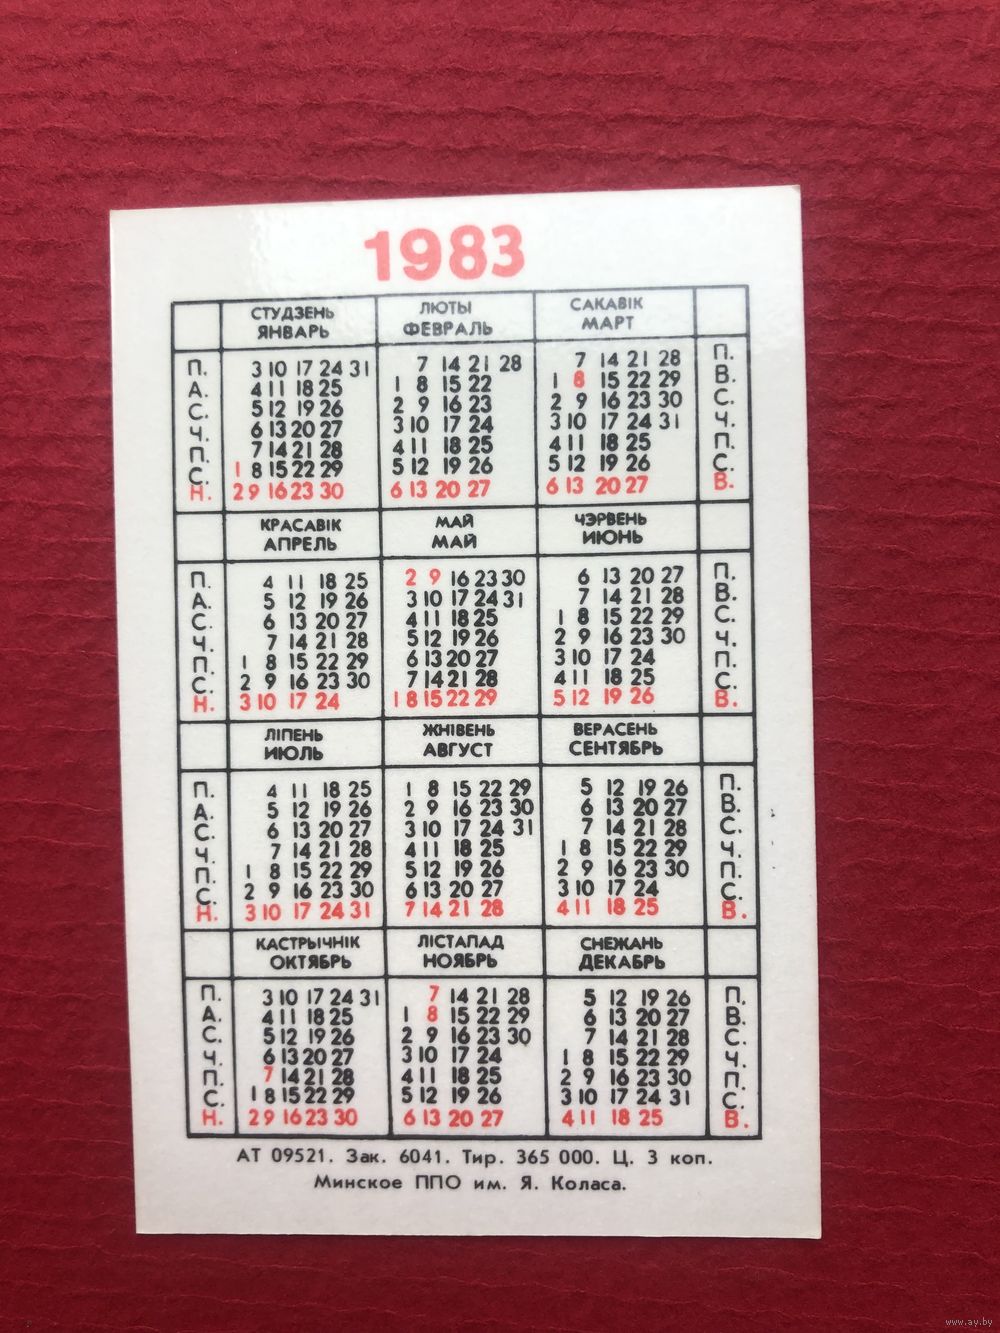 1983
СТУДЗЕНЬ ЛЮТЫ САКАВІК
ЯНВАРЬ ФЕВРАЛЬ МАРТ
П. 3 10 17 24 31 7 14 21 28 7 14 21 28 П.
А. 4 11 18 25 1 8 15 22 1 8 15 22 29 В.
С. 5 12 19 26 2 9 16 23 2 9 16 23 30 С.
Ч. 6 13 20 27 3 10 17 24 3 10 17 24 31 Ч.
П. 7 14 21 28 4 11 18 25 4 11 18 25 П.
С. 1 8 15 22 29 5 12 19 26 5 12 19 26 С.
Н. 2 9 16 23 30 6 13 20 27 6 13 20 27 В.
КРАСАВІК МАЙ ЧЭРВЕНЬ
АПРЕЛЬ МАЙ ИЮНЬ
П. 4 11 18 25 2 9 16 23 30 6 13 20 27 П.
А. 5 12 19 26 3 10 17 24 31 7 14 21 28 В.
С. 6 13 20 27 4 11 18 25 1 8 15 22 29 С.
Ч. 7 14 21 28 5 12 19 26 2 9 16 23 30 Ч.
П. 1 8 15 22 29 6 13 20 27 3 10 17 24 П.
С. 2 9 16 23 30 7 14 21 28 4 11 18 25 С.
Н. 3 10 17 24 1 8 15 22 29 5 12 19 26 В.
ЛІПЕНЬ ЖНІВЕНЬ ВЕРАСЕНЬ
ИЮЛЬ АВГУСТ СЕНТЯБРЬ
П. 4 11 18 25 1 8 15 22 29 5 12 19 26 П.
А. 5 12 19 26 2 9 16 23 30 6 13 20 27 В.
С. 6 13 20 27 3 10 17 24 31 7 14 21 28 С.
Ч. 7 14 21 28 4 11 18 25 1 8 15 22 29 Ч.
П. 1 8 15 22 29 5 12 19 26 2 9 16 23 30 П.
С. 2 9 16 23 30 6 13 20 27 3 10 17 24 С.
Н. 3 10 17 24 31 7 14 21 28 4 11 18 25 В.
КАСТРЫЧНІК ЛІСТАПАД СНЕЖАНЬ
ОКТЯБРЬ НОЯБРЬ ДЕКАБРЬ
П. 3 10 17 24 31 7 14 21 28 5 12 19 26 П.
А. 4 11 18 25 1 8 15 22 29 6 13 20 27 В.
С. 5 12 19 26 2 9 16 23 30 7 14 21 28 С.
Ч. 6 13 20 27 3 10 17 24 1 8 15 22 29 Ч.
П. 7 14 21 28 4 11 18 25 2 9 16 23 30 П.
С. 1 8 15 22 29 5 12 19 26 3 10 17 24 31 С.
Н. 2 9 16 23 30 6 13 20 27 4 11 18 25 В.
АТ 09521. Зак. 6041. Тир. 365 000. Ц. 3 коп.
Минское ППО им. Я. Коласа.
www.ay.by